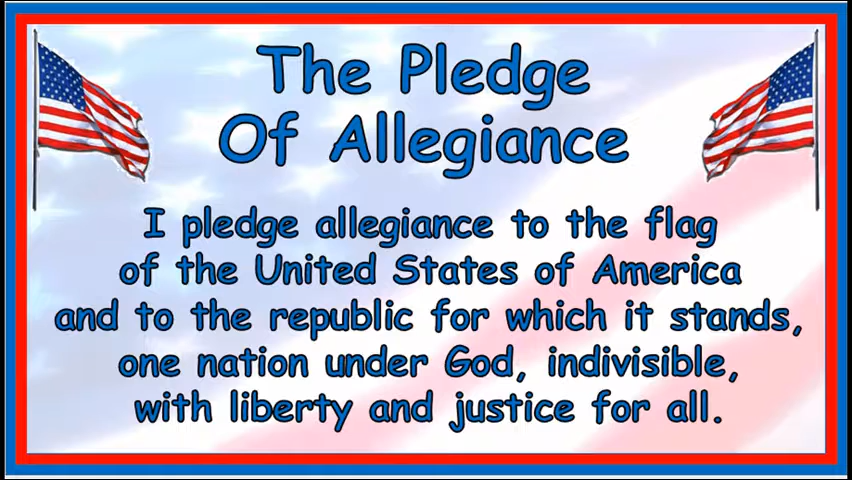 The Pledge
Of Allegiance
I pledge allegiance to the flag
of the United States of America
and to the republic for which it stands,
one nation under God, indivisible,
with liberty and justice for all.